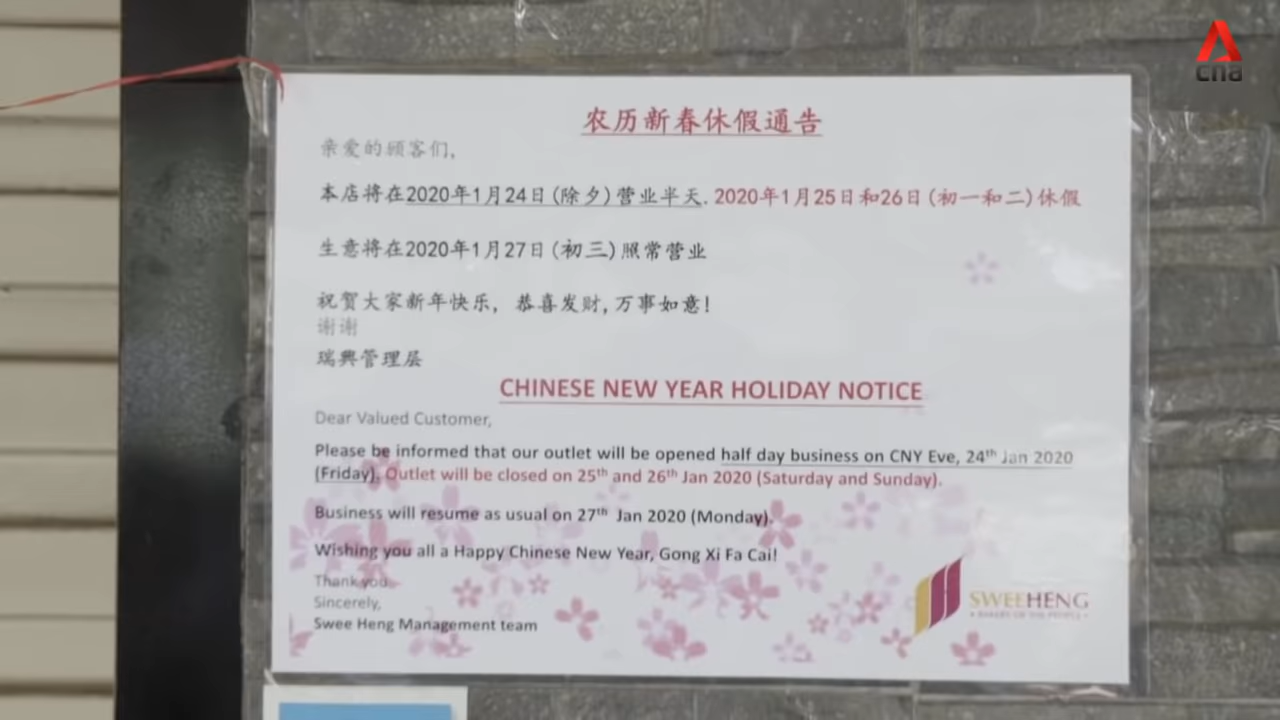 cna
农历新春休假通告
亲爱的顾客们,
本店将在2020年1月24日(除夕)营业半天. 2020年1月25日和26日(初一和二)休假
生意将在2020年1月27日(初三)照常营业
祝贺大家新年快乐, 恭喜发财,万事如意!
谢谢
瑞興管理层
CHINESE NEW YEAR HOLIDAY NOTICE
Dear Valued Customer,
Please be informed that our outlet will be opened half day business on CNY Eve, 24th Jan 2020
(Friday). Outlet will be closed on 25th and 26th Jan 2020 (Saturday and Sunday).
Business will resume as usual on 27th Jan 2020 (Monday).
Wishing you all a Happy Chinese New Year, Gong Xi Fa Cai!
Thank you
Sincerely,
Swee Heng Management team
SWEEHENG